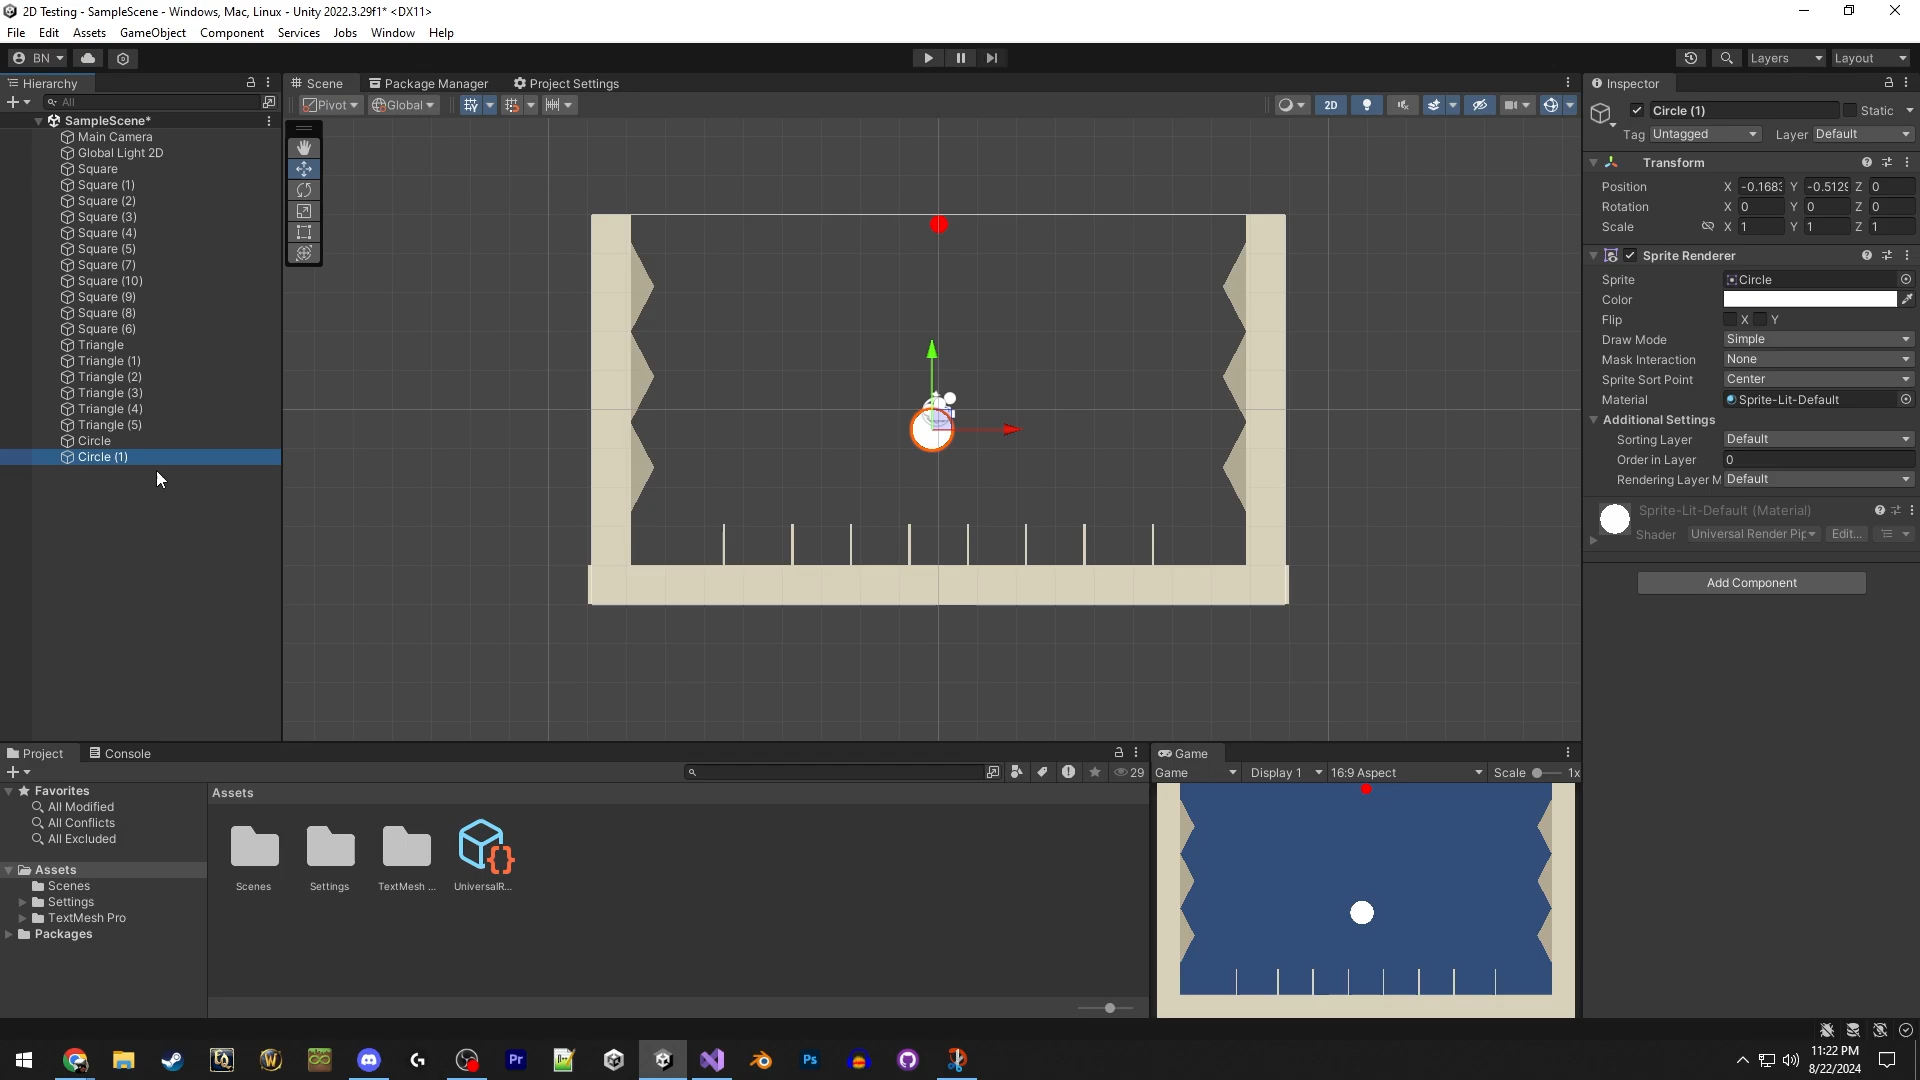 2D Testing - SampleScene - Windows, Mac, Linux - Unity 2022.3.29f1* <DX11>
File Edit Assets GameObject Component Services Jobs Window Help
BN Layers Layout
Hierarchy
All
SampleScene*
Main Camera
Global Light 2D
Square
Square (1)
Square (2)
Square (3)
Square (4)
Square (5)
Square (7)
Square (10)
Square (9)
Square (8)
Square (6)
Triangle
Triangle (1)
Triangle (2)
Triangle (3)
Triangle (4)
Triangle (5)
Circle
Circle (1)
Scene Package Manager Project Settings
Pivot Global 2D
Inspector
Circle (1) Static
Tag Untagged Layer Default
Transform
Position X -0.1683 Y -0.5129 Z 0
Rotation X 0 Y 0 Z 0
Scale X 1 Y 1 Z 1
Sprite Renderer
Sprite Circle
Color
Flip X Y
Draw Mode Simple
Mask Interaction None
Sprite Sort Point Center
Material Sprite-Lit-Default
Additional Settings
Sorting Layer Default
Order in Layer 0
Rendering Layer M Default
Sprite-Lit-Default (Material)
Shader Universal Render Pip Edit...
Add Component
Project Console
29
Favorites
All Modified
All Conflicts
All Excluded
Assets
Scenes
Settings
TextMesh Pro
Packages
Assets
Scenes Settings TextMesh ... UniversalR...
Game
Game Display 1 16:9 Aspect Scale 1x
Pr Ps
11:22 PM
8/22/2024